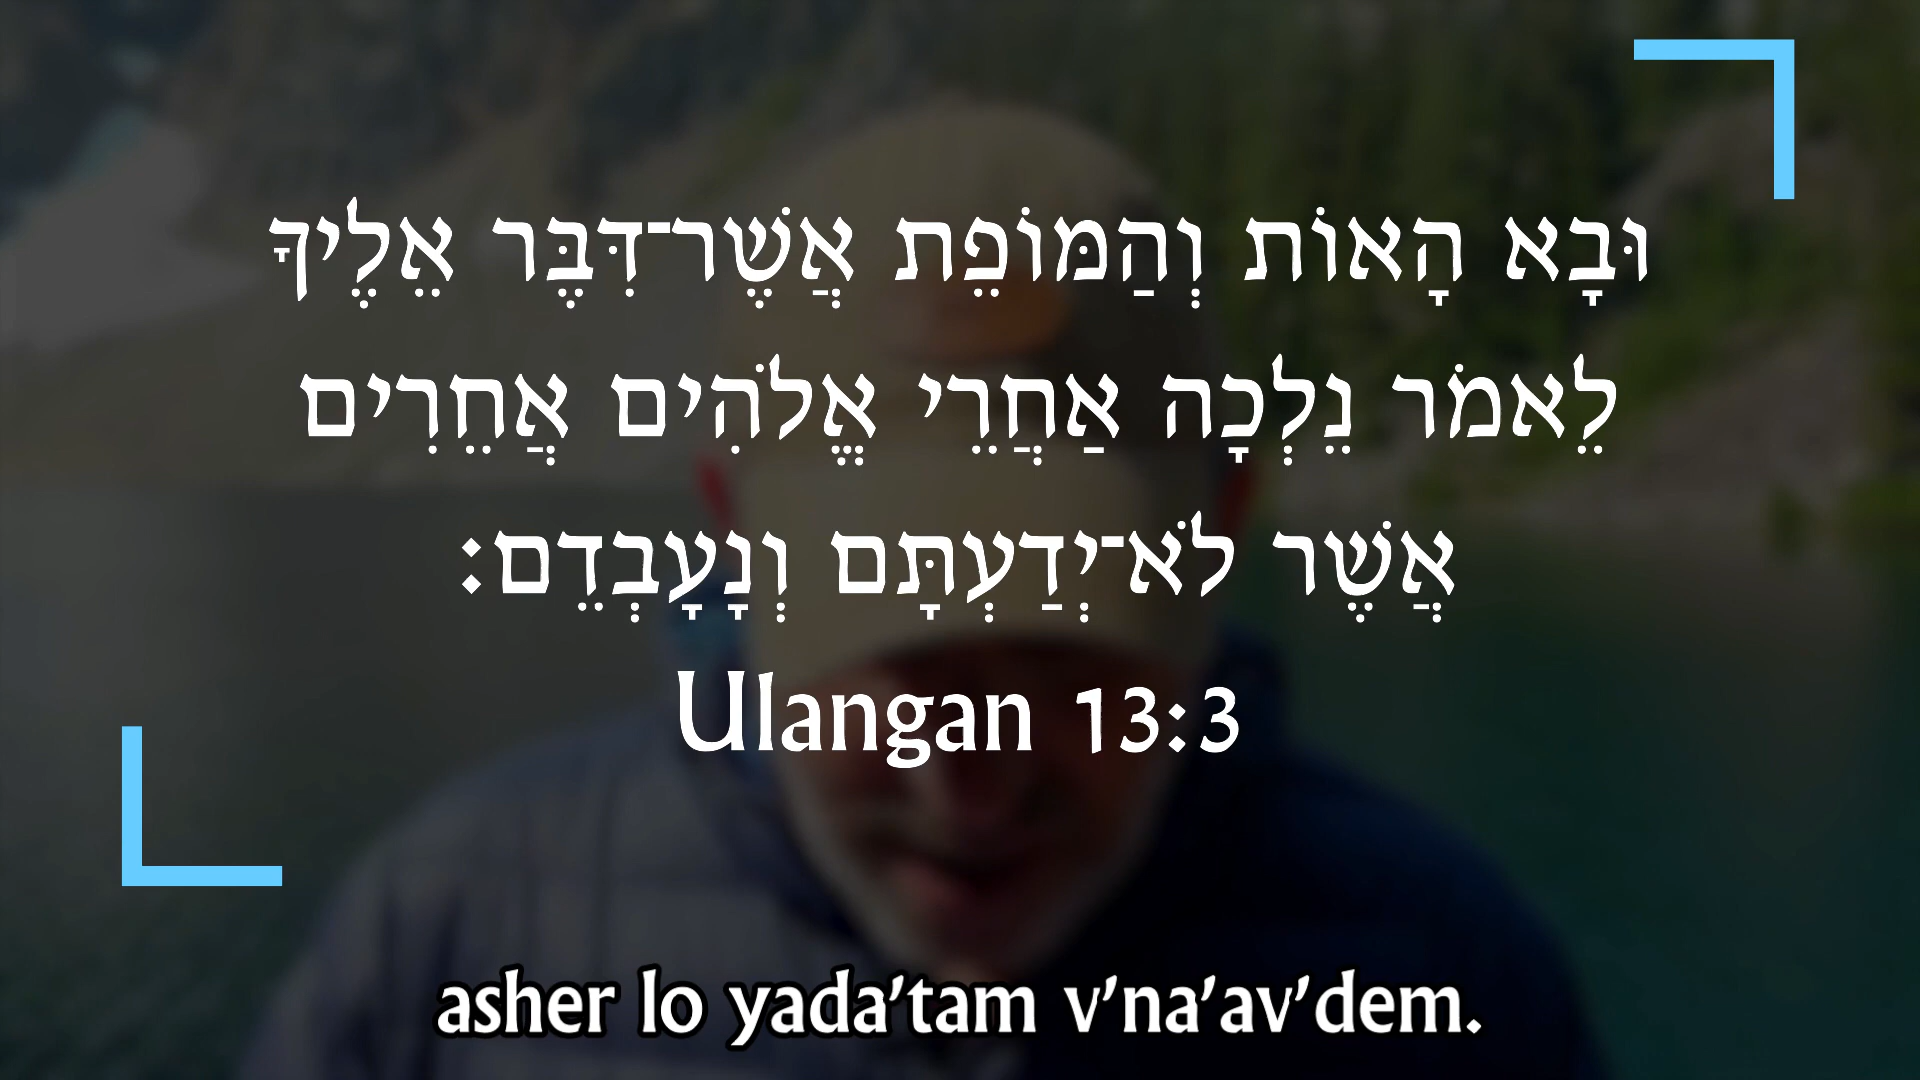 וּבָא הָאוֹת וְהַמּוֹפֵת אֲשֶׁר־דִּבֶּר אֵלֶיךָ
לֵאמֹר נֵלְכָה אַחֲרֵי אֱלֹהִים אֲחֵרִים
אֲשֶׁר לֹא־יְדַעְתָּם וְנָעָבְדֵם׃
Ulangan 13:3
asher lo yada’tam v’na’av’dem.